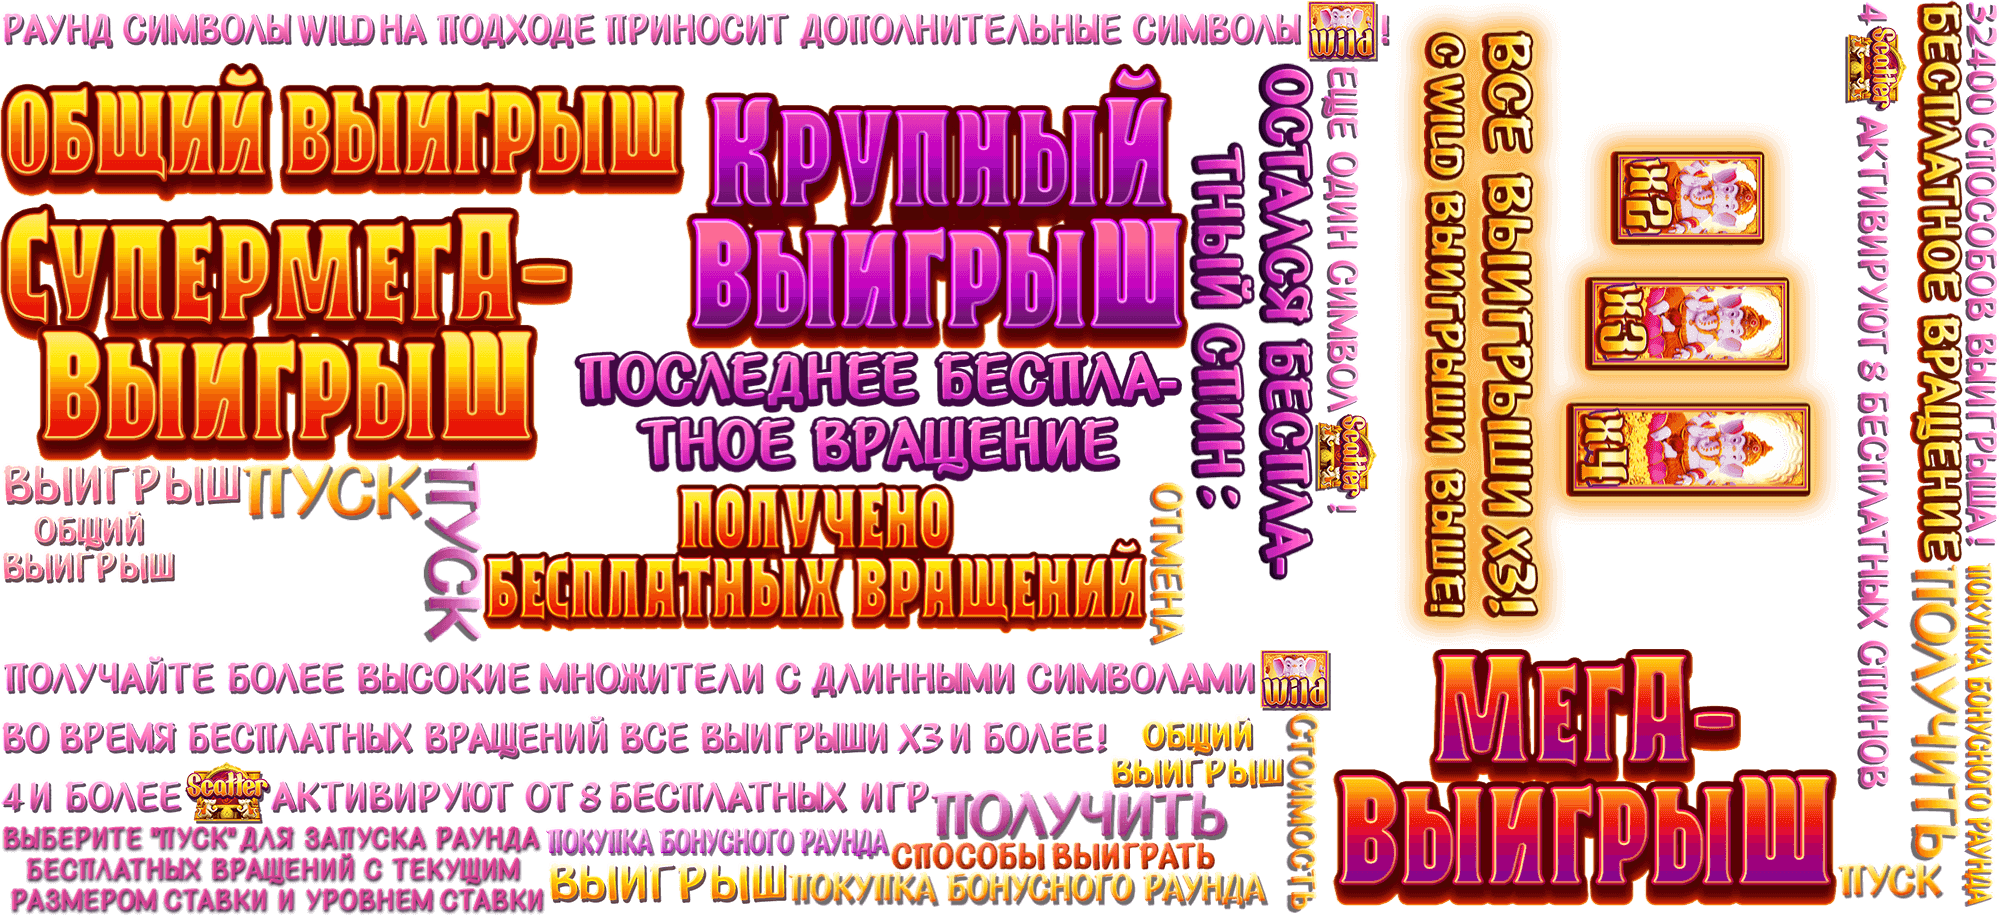 РАУНД СИМВОЛЫ WILD НА ПОДХОДЕ ПРИНОСИТ ДОПОЛНИТЕЛЬНЫЕ СИМВОЛЫ Wild!
ОБЩИЙ ВЫИГРЫШ
СУПЕРМЕГА-
ВЫИГРЫШ
КРУПНЫЙ
ВЫИГРЫШ
ПОСЛЕДНЕЕ БЕСПЛА-
ТНОЕ ВРАЩЕНИЕ
ОСТАЛСЯ БЕСПЛА-
ТНЫЙ СПИН:
ЕЩЕ ОДИН СИМВОЛ Scatter!
ВСЕ ВЫИГРЫШИ X3!
С WILD ВЫИГРЫШИ ВЫШЕ!
X2
X3
X4
4 Scatter АКТИВИРУЮТ 8 БЕСПЛАТНЫХ СПИНОВ
32400 СПОСОБОВ ВЫИГРЫША!
БЕСПЛАТНОЕ ВРАЩЕНИЕ
ВЫИГРЫШ
ПУСК
ОБЩИЙ
ВЫИГРЫШ
ПУСК
ПОЛУЧЕНО
БЕСПЛАТНЫХ ВРАЩЕНИЙ
ОТМЕНА
ПОЛУЧИТЬ
ПОКУПКА БОНУСНОГО РАУНДА
ПОЛУЧАЙТЕ БОЛЕЕ ВЫСОКИЕ МНОЖИТЕЛИ С ДЛИННЫМИ СИМВОЛАМИ Wild
ВО ВРЕМЯ БЕСПЛАТНЫХ ВРАЩЕНИЙ ВСЕ ВЫИГРЫШИ X3 И БОЛЕЕ!
ОБЩИЙ
ВЫИГРЫШ
СТОИМОСТЬ
МЕГА-
ВЫИГРЫШ
4 И БОЛЕЕ Scatter АКТИВИРУЮТ ОТ 8 БЕСПЛАТНЫХ ИГР
ПОЛУЧИТЬ
ВЫБЕРИТЕ "ПУСК" ДЛЯ ЗАПУСКА РАУНДА
БЕСПЛАТНЫХ ВРАЩЕНИЙ С ТЕКУЩИМ
РАЗМЕРОМ СТАВКИ И УРОВНЕМ СТАВКИ
ПОКУПКА БОНУСНОГО РАУНДА
СПОСОБЫ ВЫИГРАТЬ
ВЫИГРЫШ
ПОКУПКА БОНУСНОГО РАУНДА
ПУСК